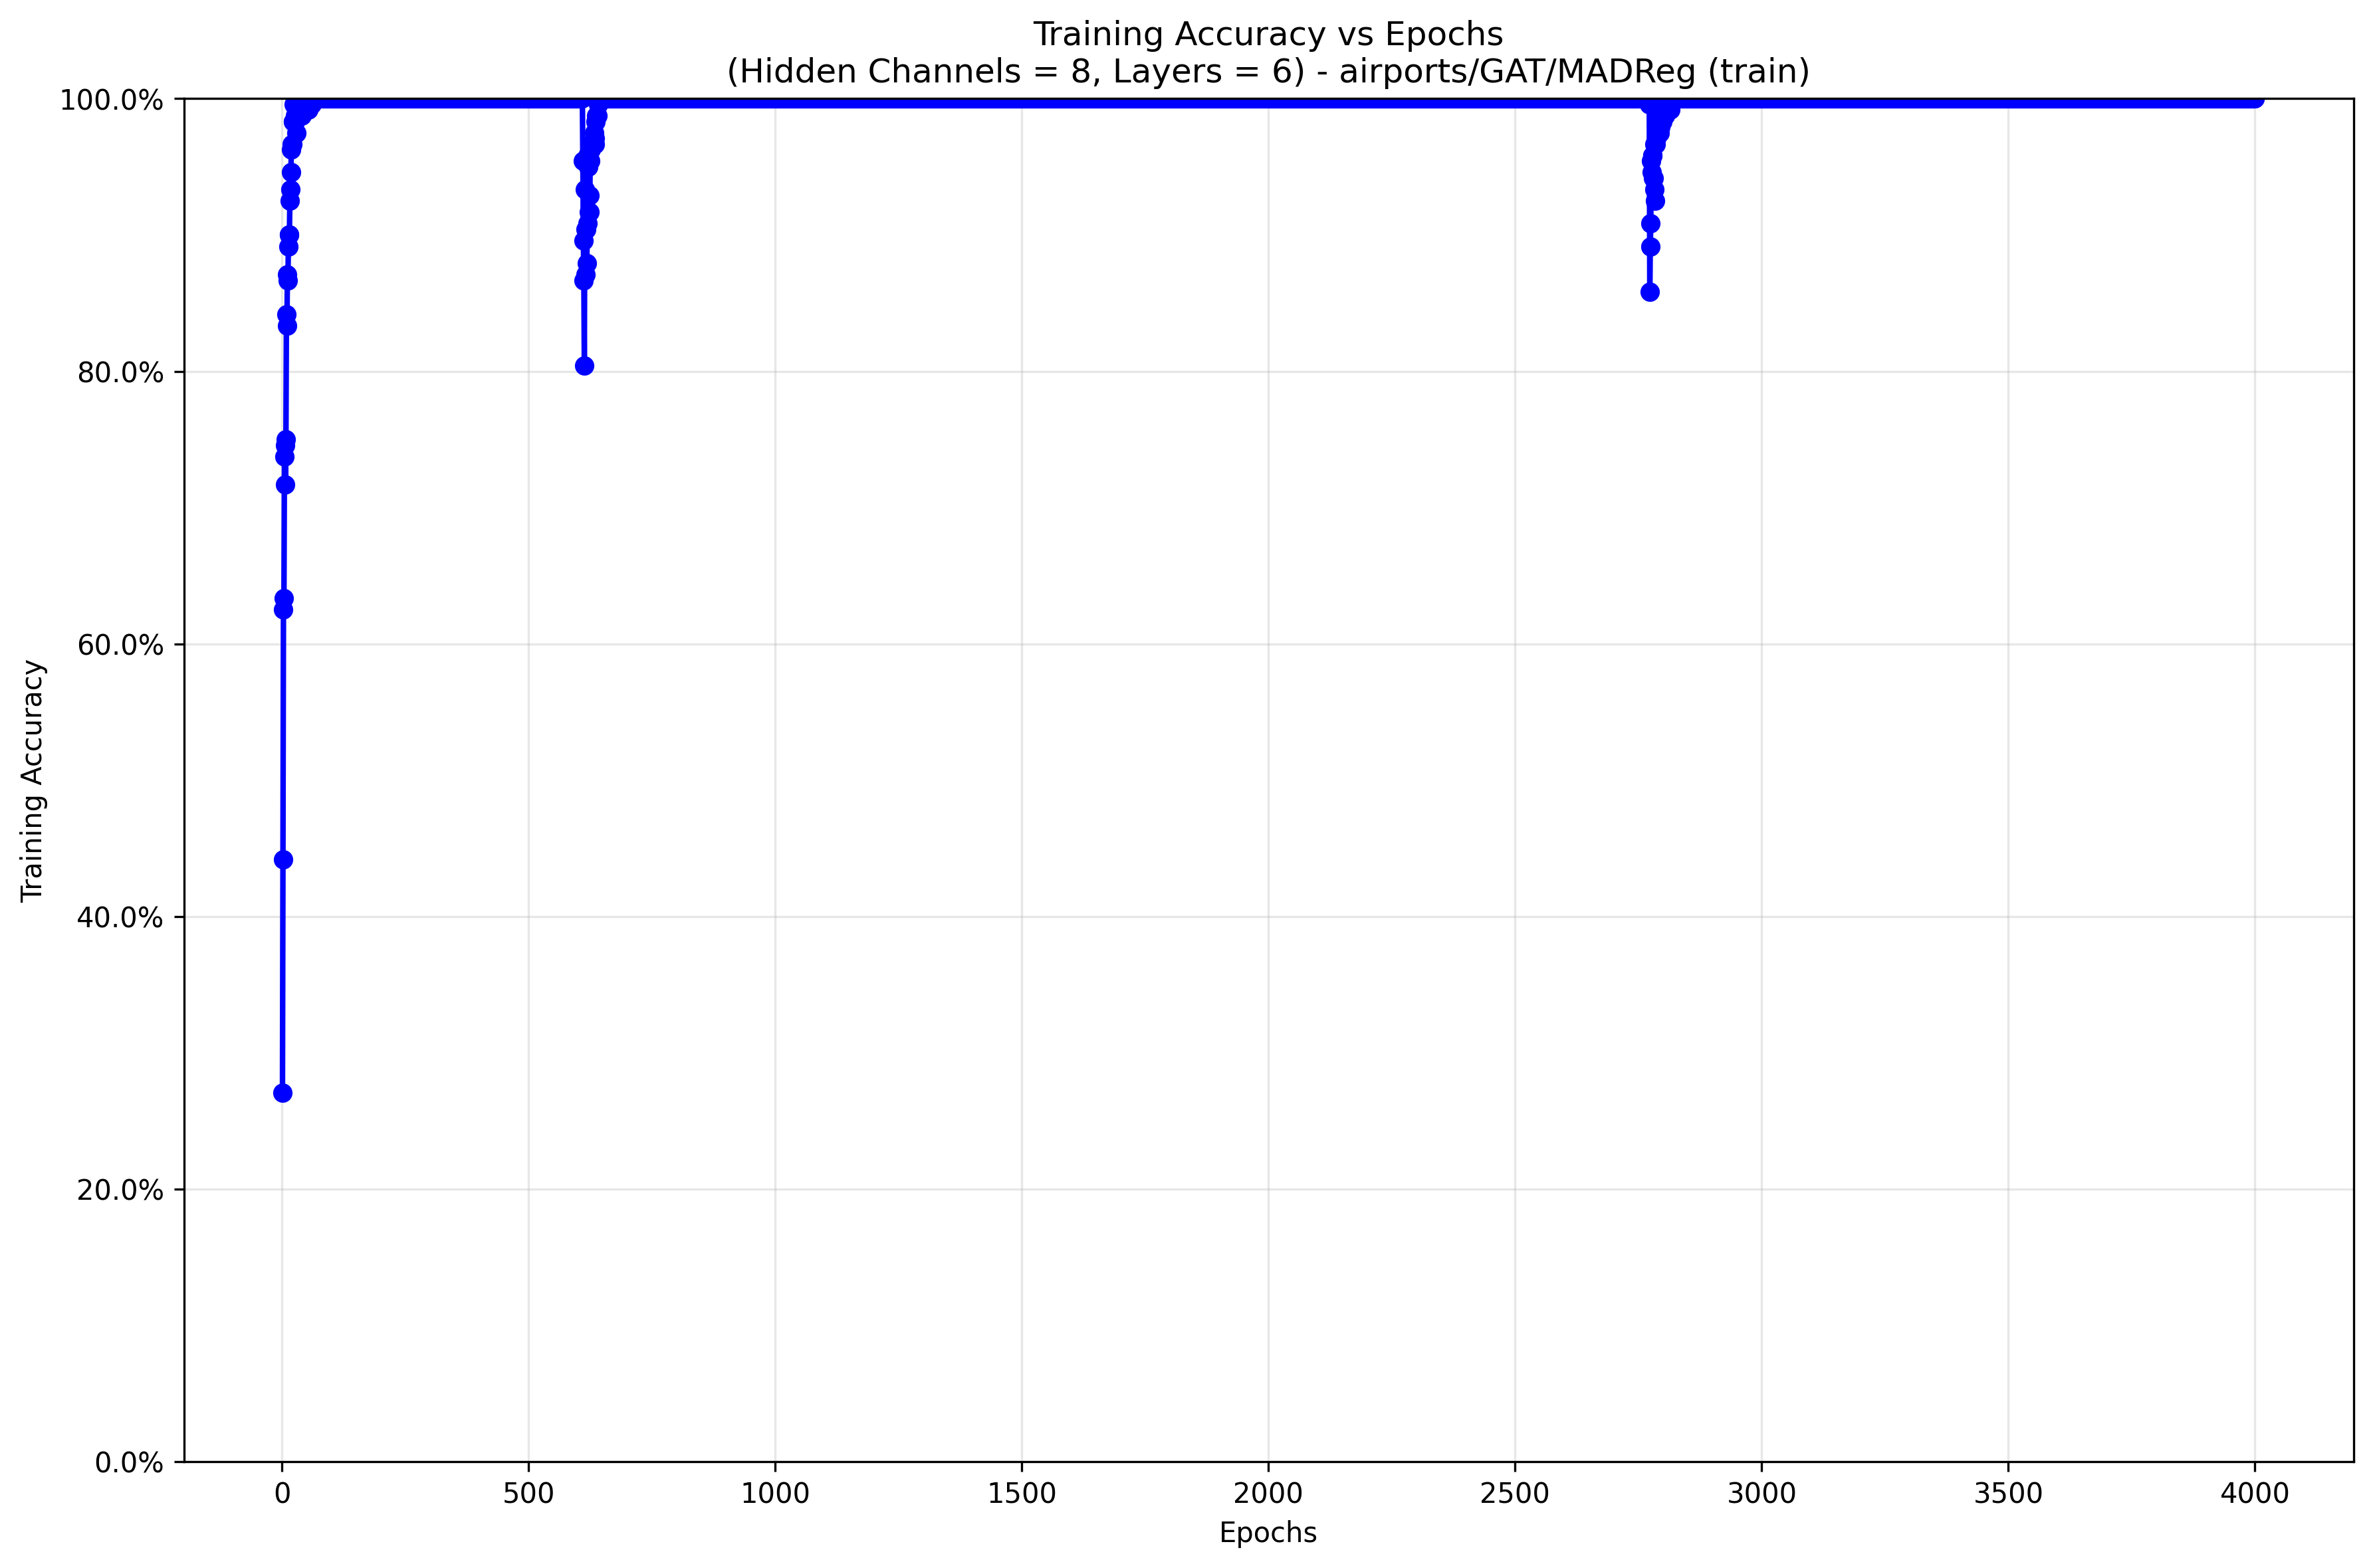 Training Accuracy vs Epochs
(Hidden Channels = 8, Layers = 6) - airports/GAT/MADReg (train)
Training Accuracy
100.0%
80.0%
60.0%
40.0%
20.0%
0.0%
0 500 1000 1500 2000 2500 3000 3500 4000
Epochs